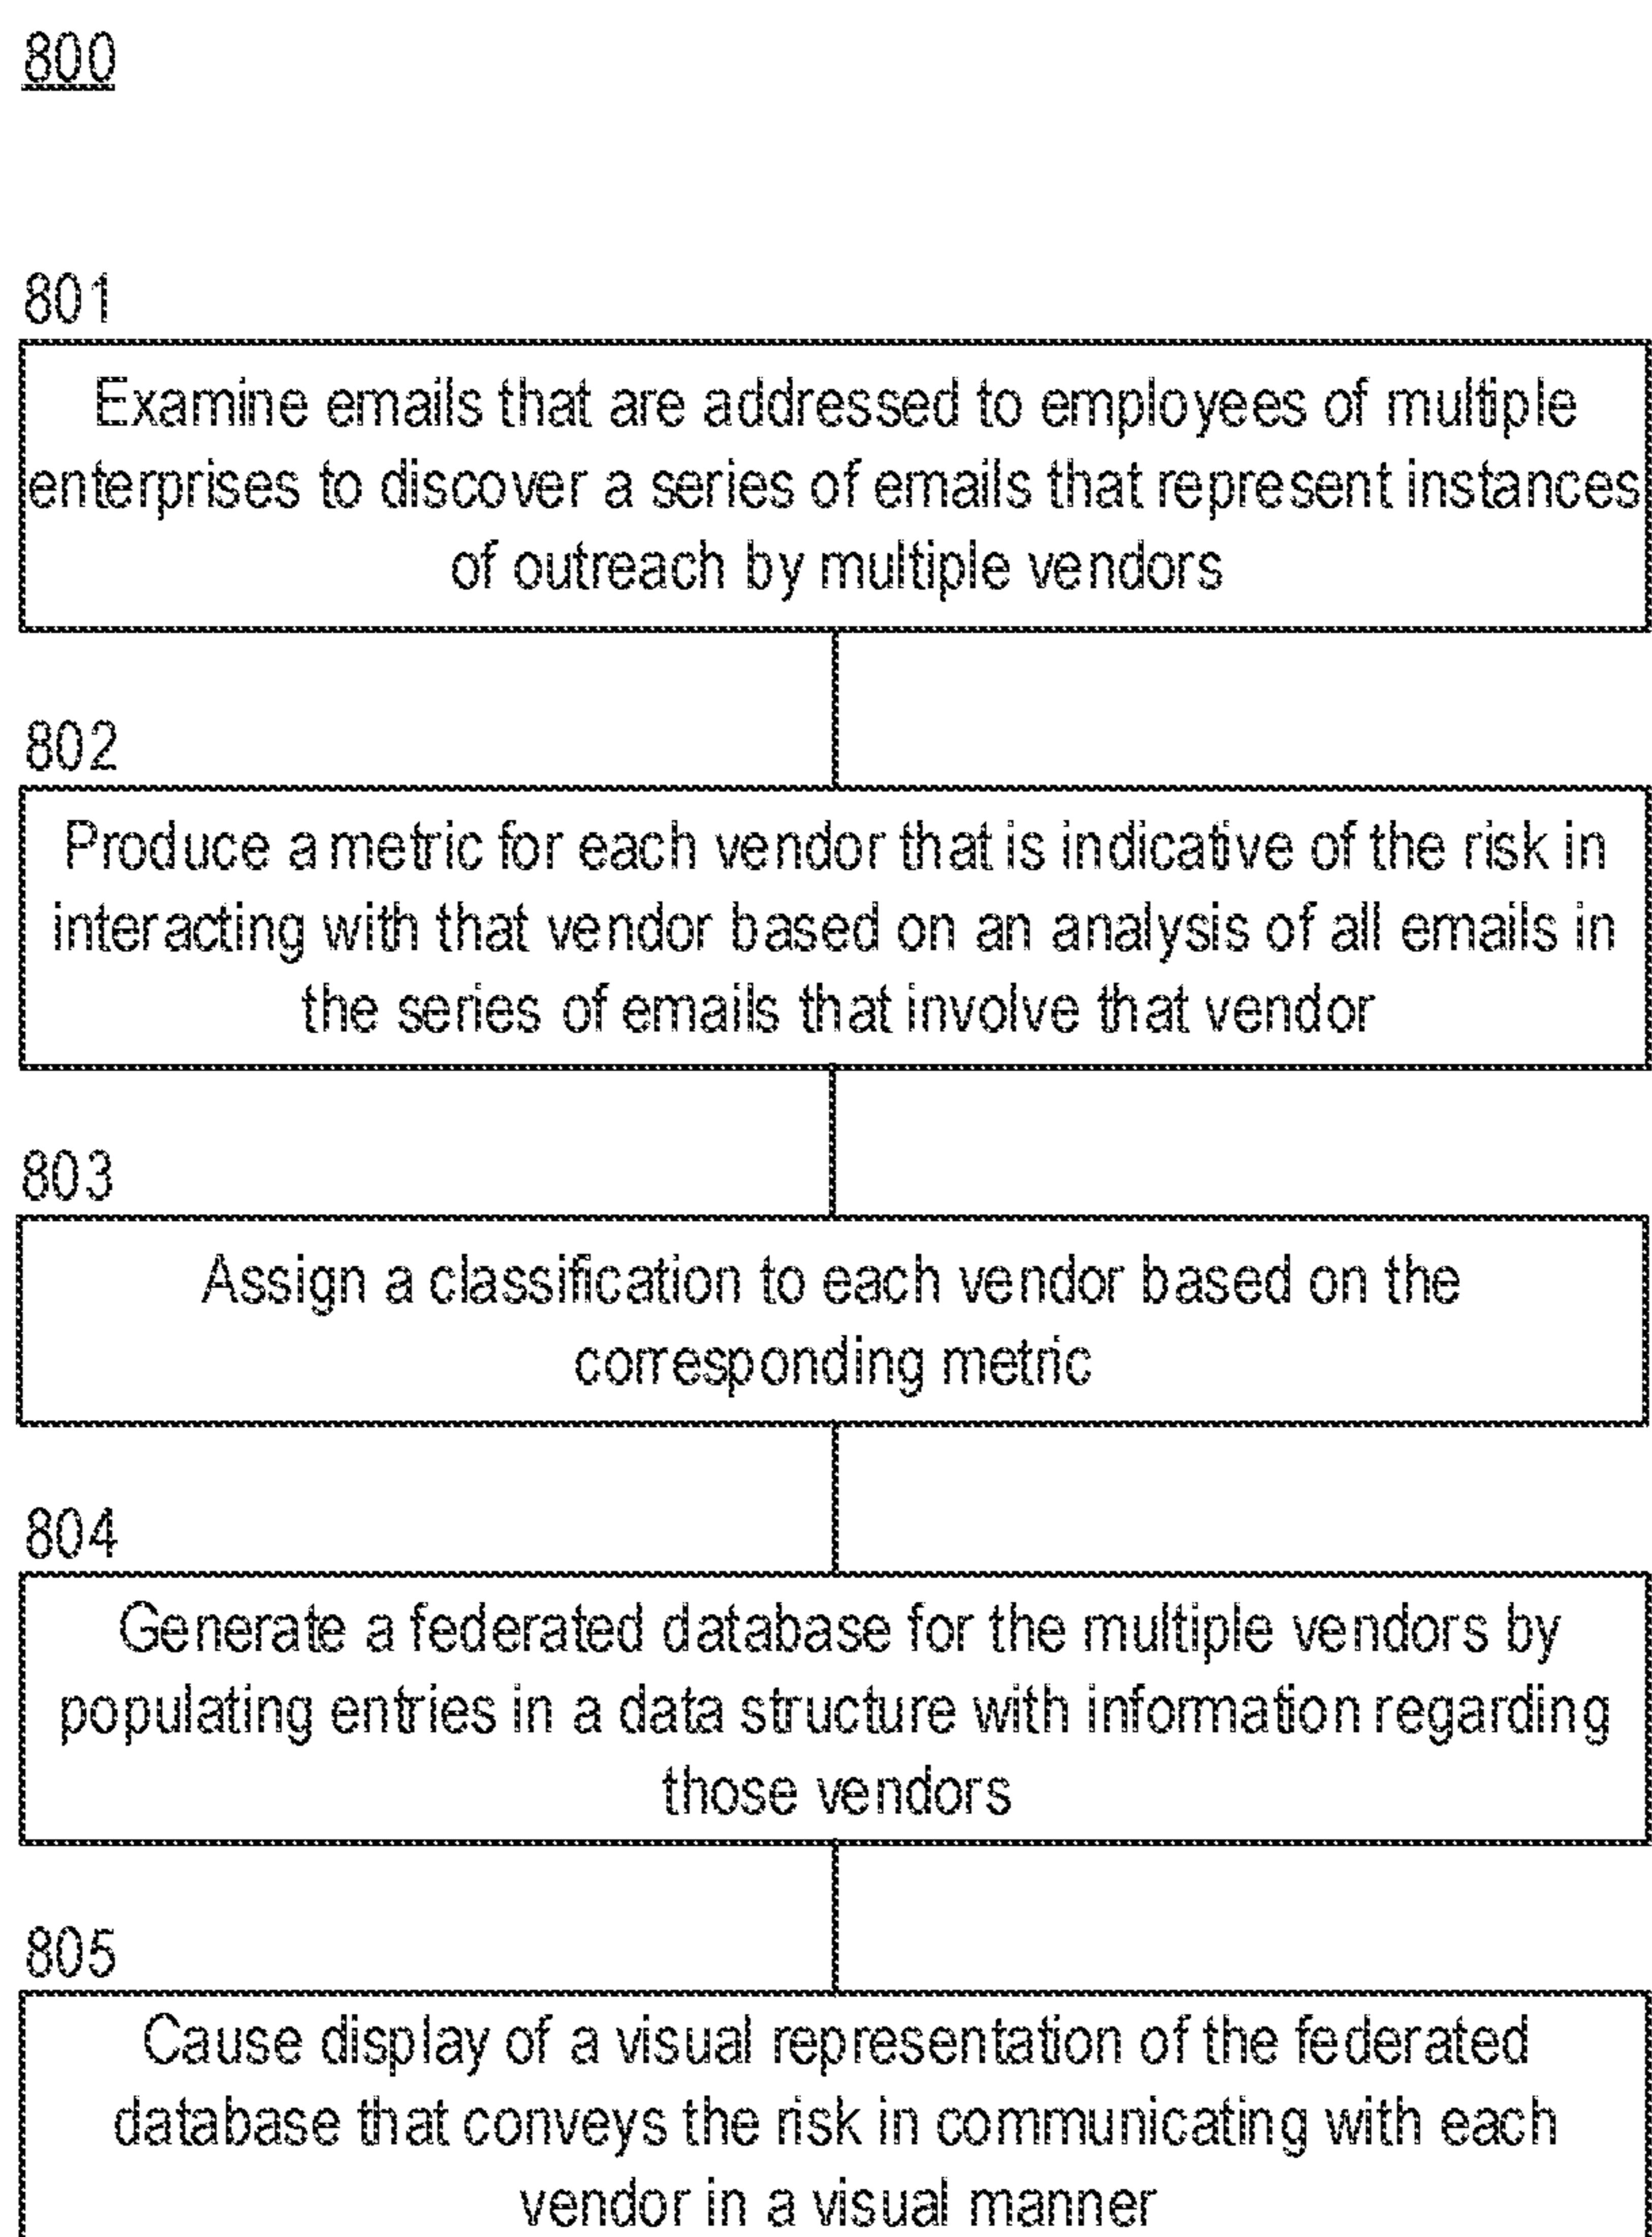 800
801
Examine emails that are addressed to employees of multiple
enterprises to discover a series of emails that represent instances
of outreach by multiple vendors
802
Produce a metric for each vendor that is indicative of the risk in
interacting with that vendor based on an analysis of all emails in
the series of emails that involve that vendor
803
Assign a classification to each vendor based on the
corresponding metric
804
Generate a federated database for the multiple vendors by
populating entries in a data structure with information regarding
those vendors
805
Cause display of a visual representation of the federated
database that conveys the risk in communicating with each
vendor in a visual manner